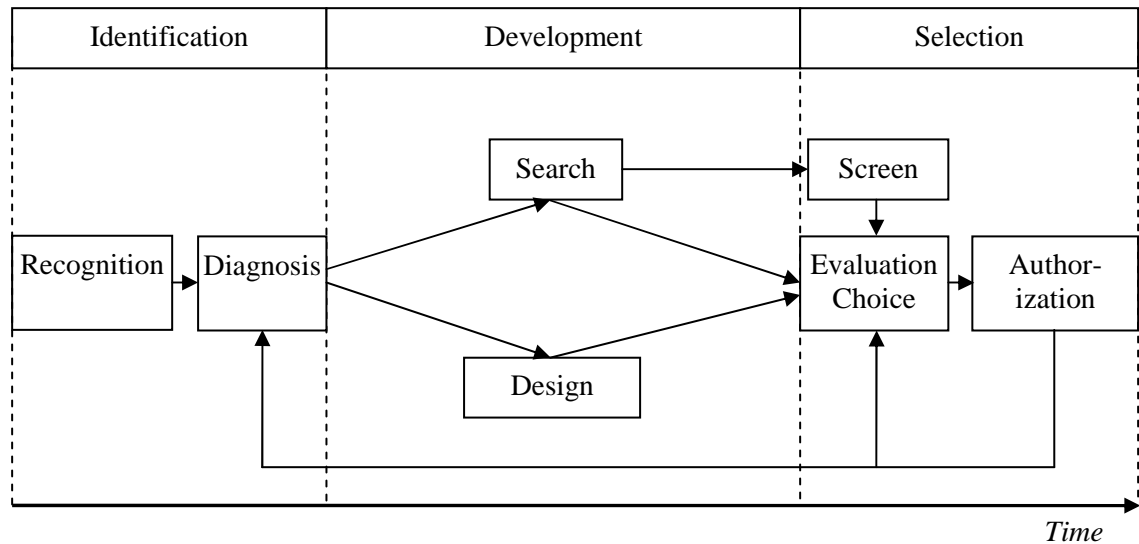 Identification
Development
Selection
Search
Screen
Recognition
Diagnosis
Evaluation
Choice
Author-
ization
Design
Time